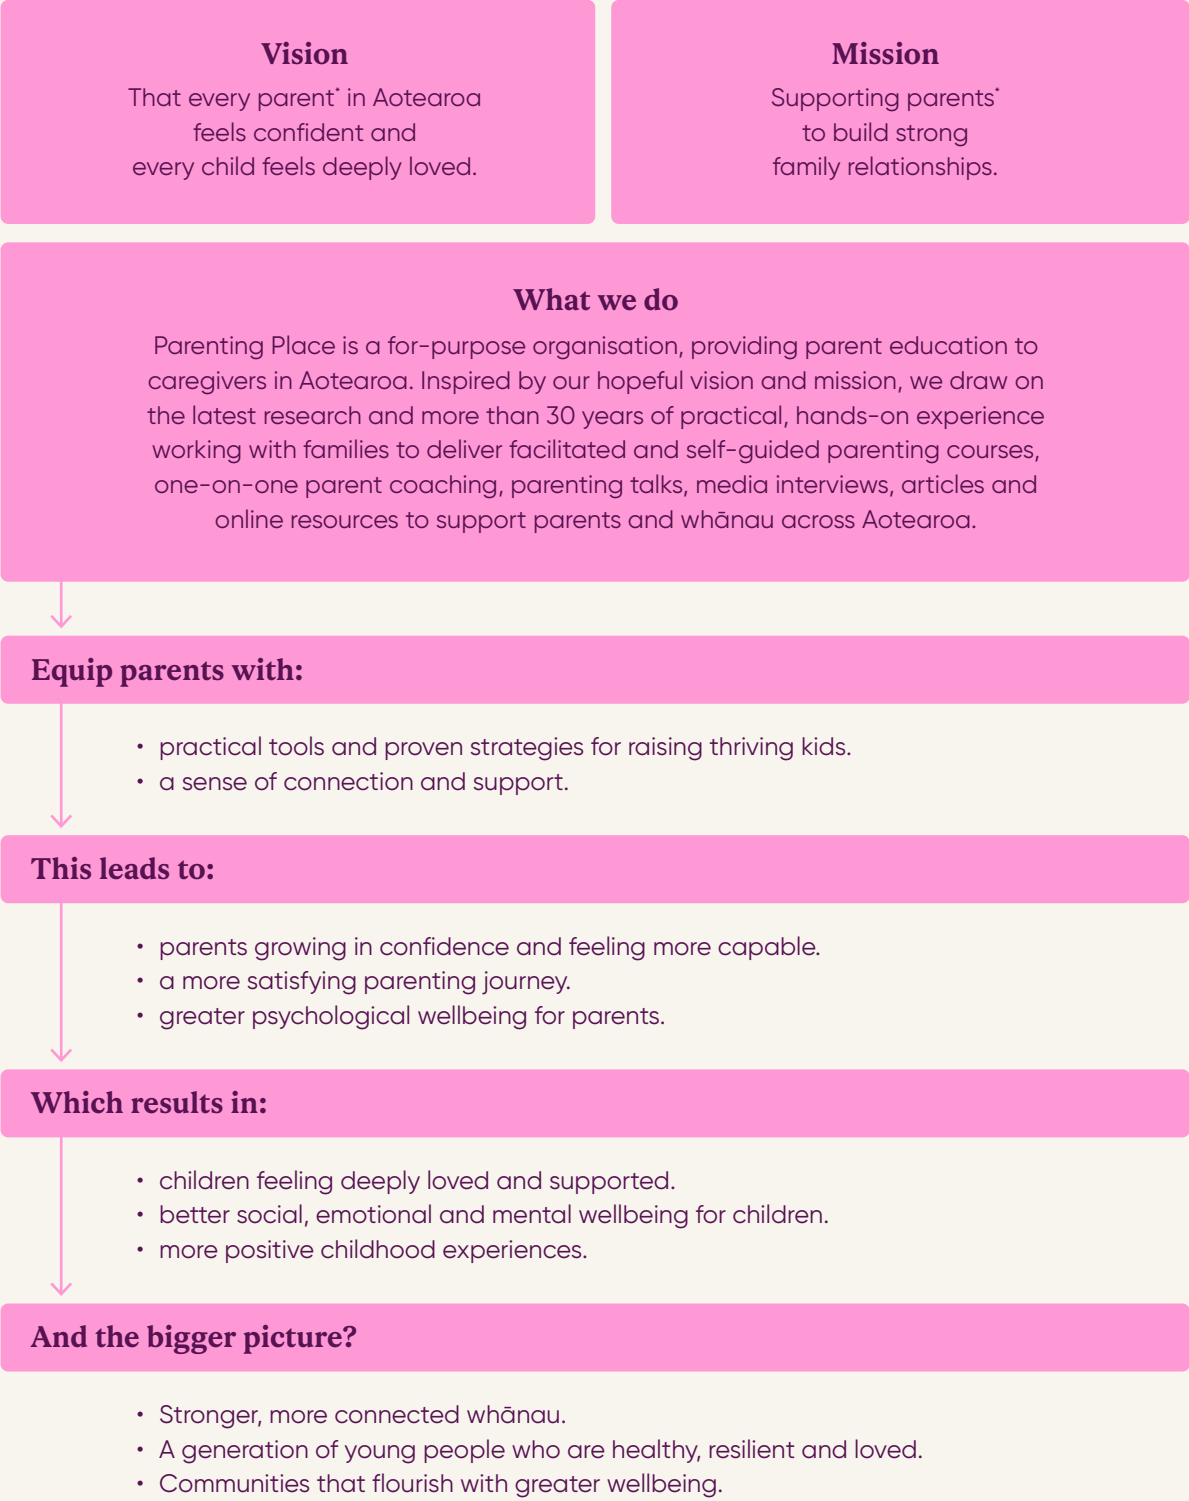 Vision
That every parent* in Aotearoa
feels confident and
every child feels deeply loved.
Mission
Supporting parents*
to build strong
family relationships.
What we do
Parenting Place is a for-purpose organisation, providing parent education to
caregivers in Aotearoa. Inspired by our hopeful vision and mission, we draw on
the latest research and more than 30 years of practical, hands-on experience
working with families to deliver facilitated and self-guided parenting courses,
one-on-one parent coaching, parenting talks, media interviews, articles and
online resources to support parents and whānau across Aotearoa.
Equip parents with:
• practical tools and proven strategies for raising thriving kids.
• a sense of connection and support.
This leads to:
• parents growing in confidence and feeling more capable.
• a more satisfying parenting journey.
• greater psychological wellbeing for parents.
Which results in:
• children feeling deeply loved and supported.
• better social, emotional and mental wellbeing for children.
• more positive childhood experiences.
And the bigger picture?
• Stronger, more connected whānau.
• A generation of young people who are healthy, resilient and loved.
• Communities that flourish with greater wellbeing.